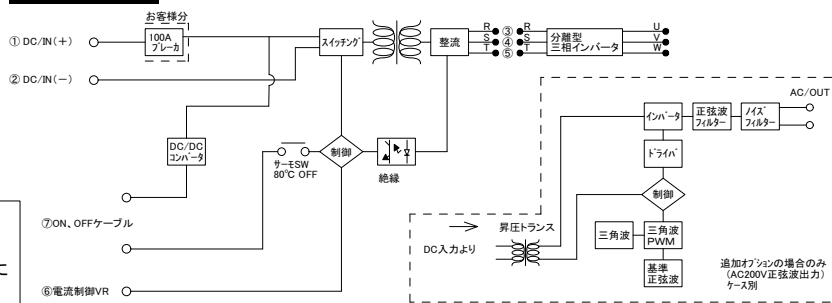 お客様分
① DC/IN(+)
100A
ブレーカ
スイッチング
整流
R ③ R
S ④ S
T ⑤ T
分離型
三相インバータ
U
V
W
② DC/IN(-)
DC/DC
コンバータ
サーモSW
80℃ OFF
制御
絶縁
⑦ON、OFFケーブル
⑥電流制御VR
に
AC/OUT
インバータ
正弦波
フィルター
ノイズ
フィルター
ドライバ
制御
昇圧トランス
DC入力より
三角波
三角波
PWM
基準
正弦波
追加オプションの場合のみ
(AC200V正弦波出力)
ケース別